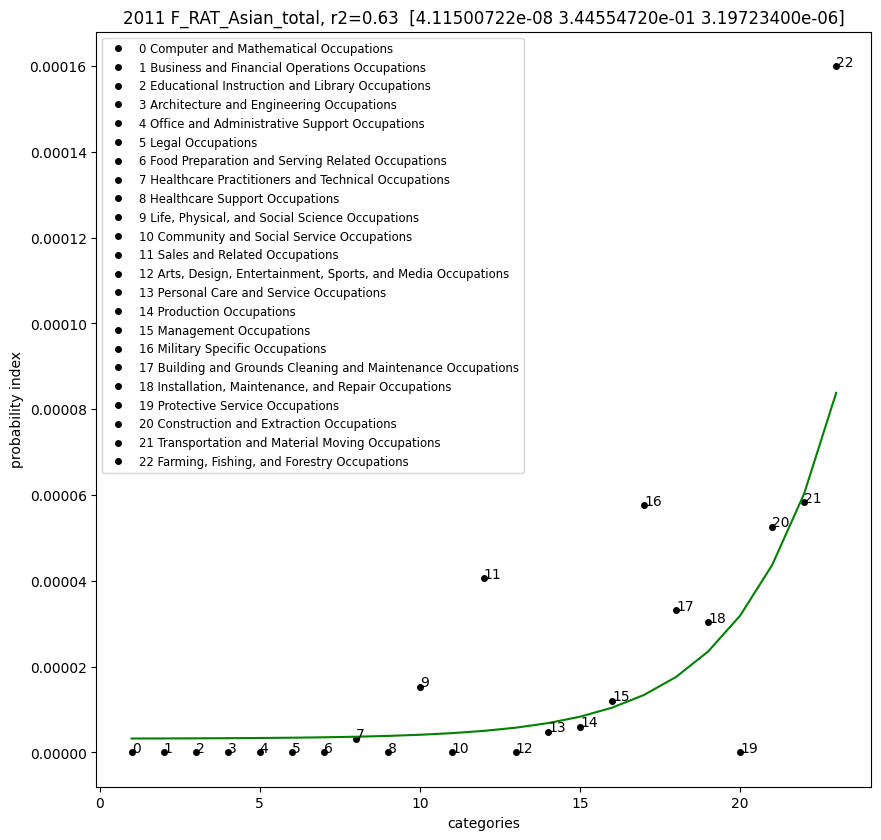 2011 F_RAT_Asian_total, r2=0.63  [4.11500722e-08 3.44554720e-01 3.19723400e-06]
0 Computer and Mathematical Occupations
1 Business and Financial Operations Occupations
2 Educational Instruction and Library Occupations
3 Architecture and Engineering Occupations
4 Office and Administrative Support Occupations
5 Legal Occupations
6 Food Preparation and Serving Related Occupations
7 Healthcare Practitioners and Technical Occupations
8 Healthcare Support Occupations
9 Life, Physical, and Social Science Occupations
10 Community and Social Service Occupations
11 Sales and Related Occupations
12 Arts, Design, Entertainment, Sports, and Media Occupations
13 Personal Care and Service Occupations
14 Production Occupations
15 Management Occupations
16 Military Specific Occupations
17 Building and Grounds Cleaning and Maintenance Occupations
18 Installation, Maintenance, and Repair Occupations
19 Protective Service Occupations
20 Construction and Extraction Occupations
21 Transportation and Material Moving Occupations
22 Farming, Fishing, and Forestry Occupations
probability index
0.00016
0.00014
0.00012
0.00010
0.00008
0.00006
0.00004
0.00002
0.00000
0
1
2
3
4
5
6
7
8
9
10
11
12
13
14
15
16
17
18
19
20
21
22
0
5
10
15
20
categories